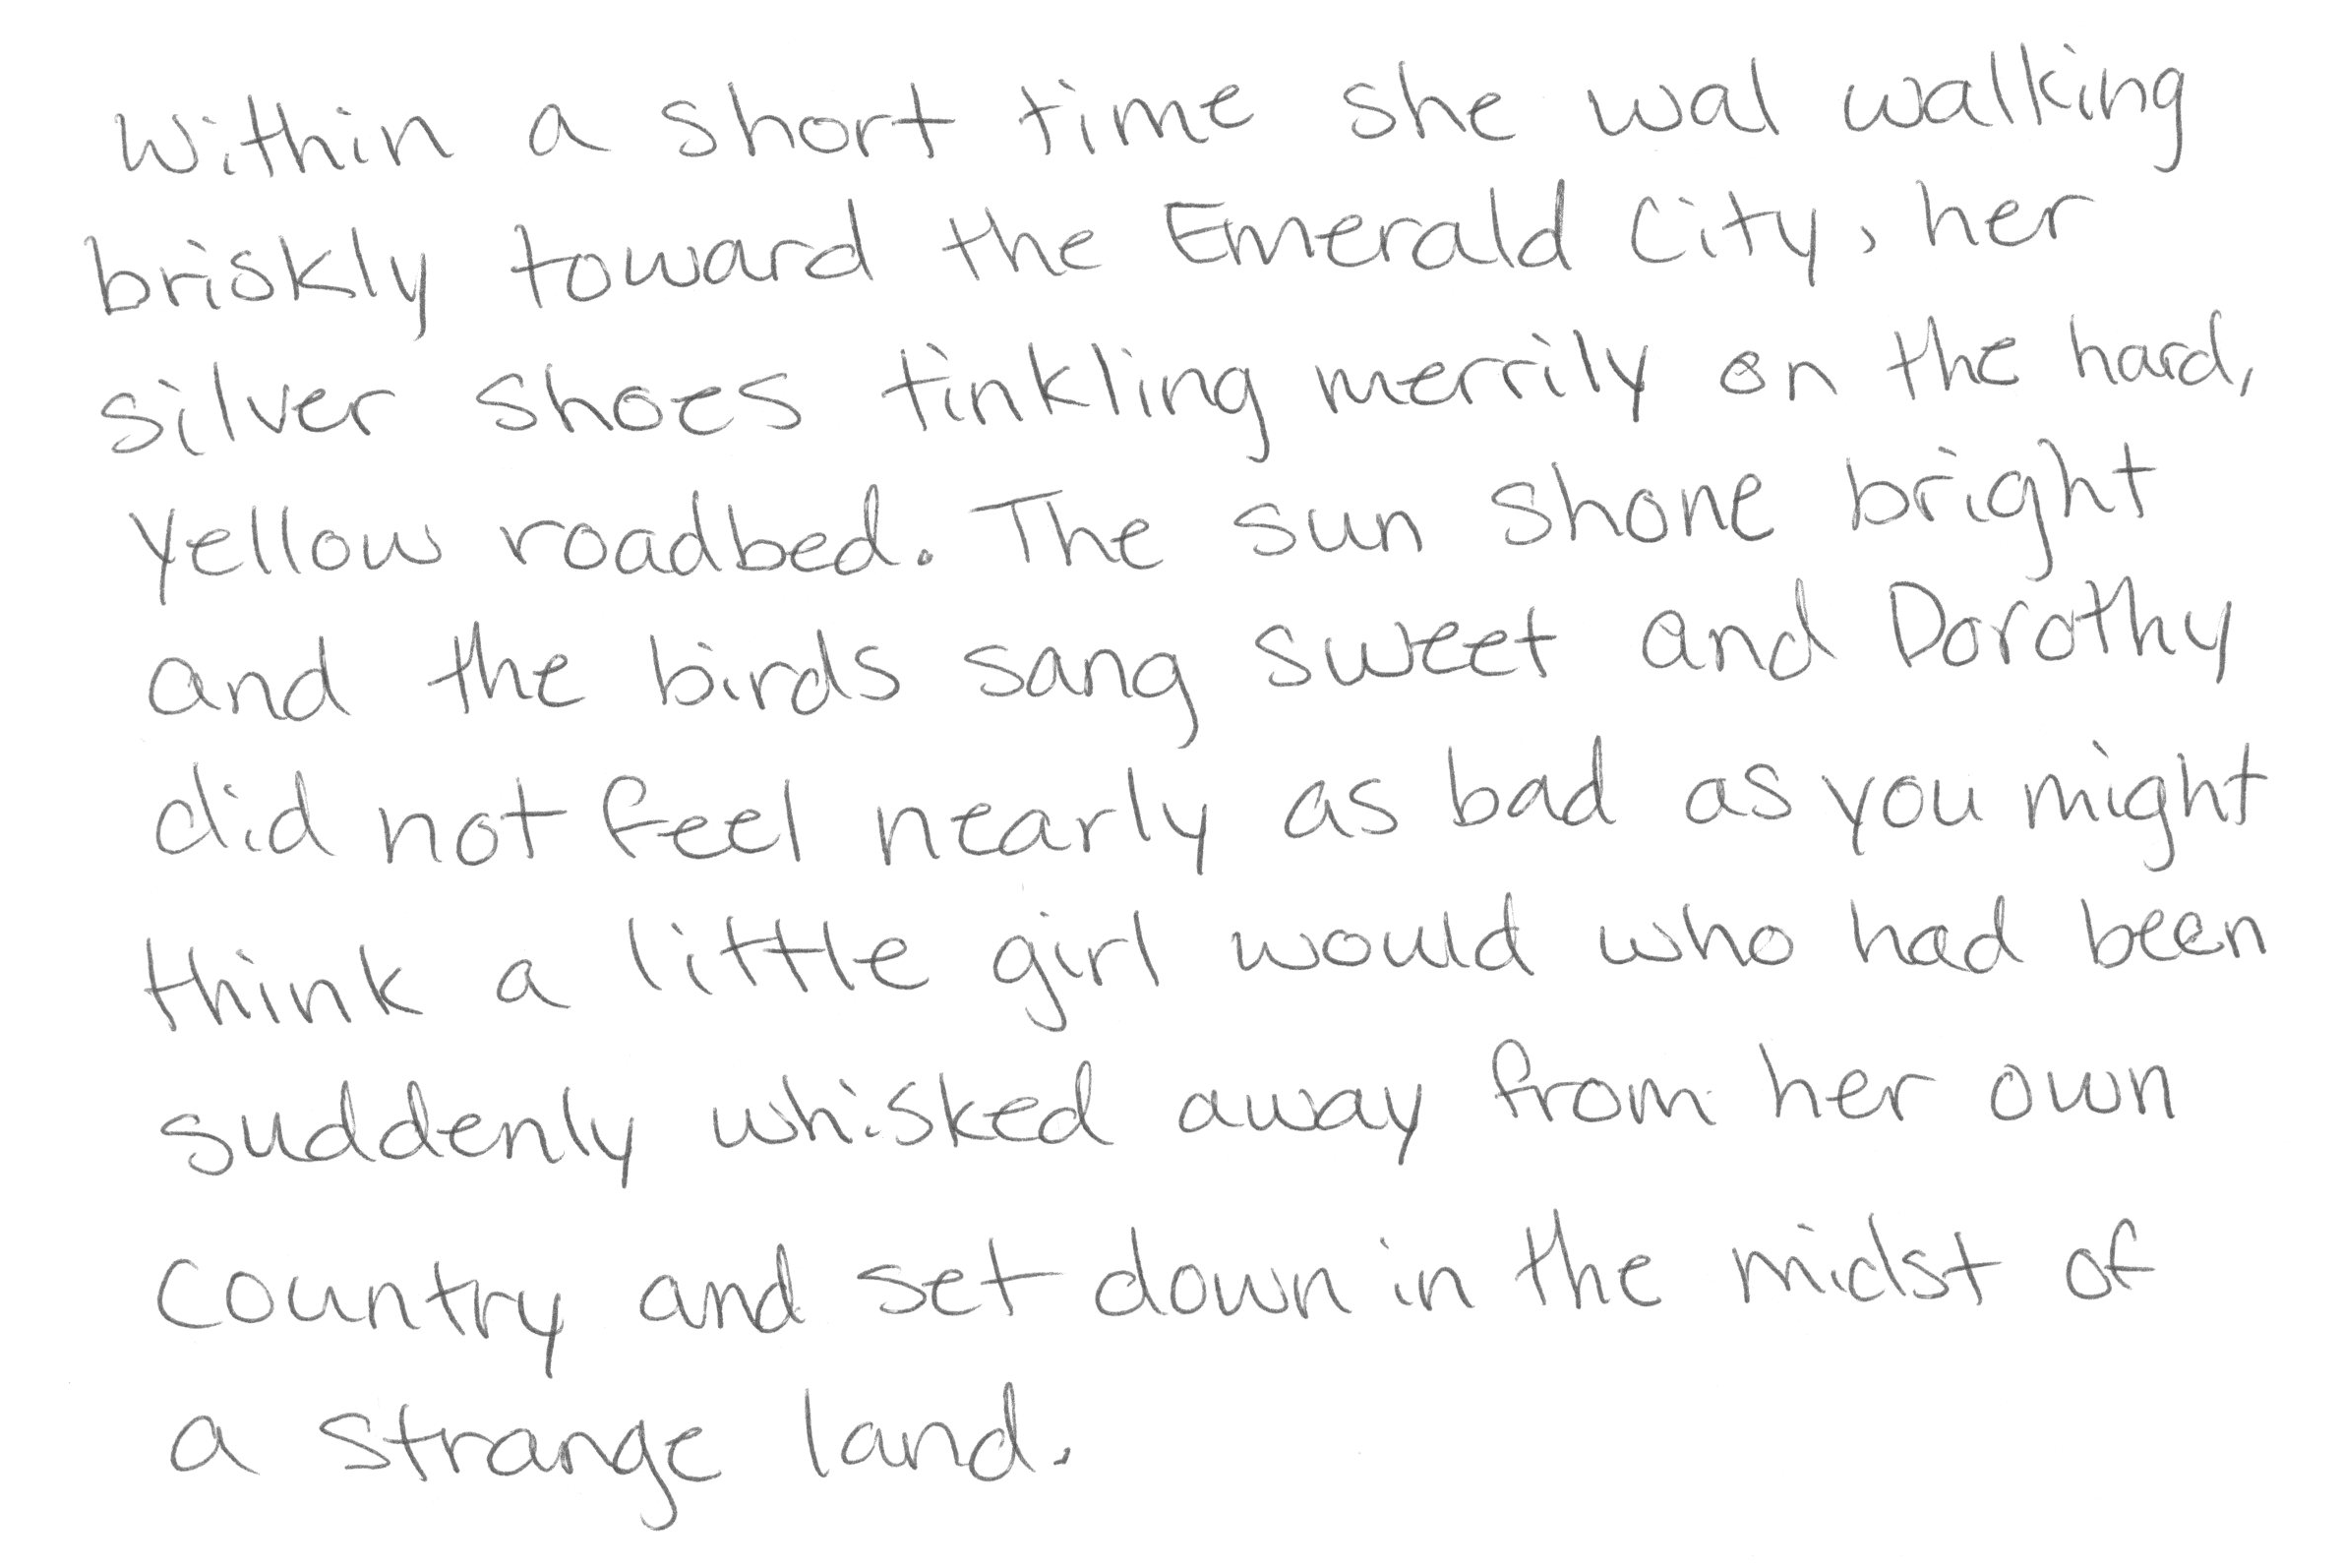 Within a short time she wal walking
briskly toward the Emerald City, her
silver shoes tinkling merrily on the hard,
yellow roadbed. The sun shone bright
and the birds sang sweet and Dorothy
did not feel nearly as bad as you might
think a little girl would who had been
suddenly whisked away from her own
country and set down in the midst of
a strange land.